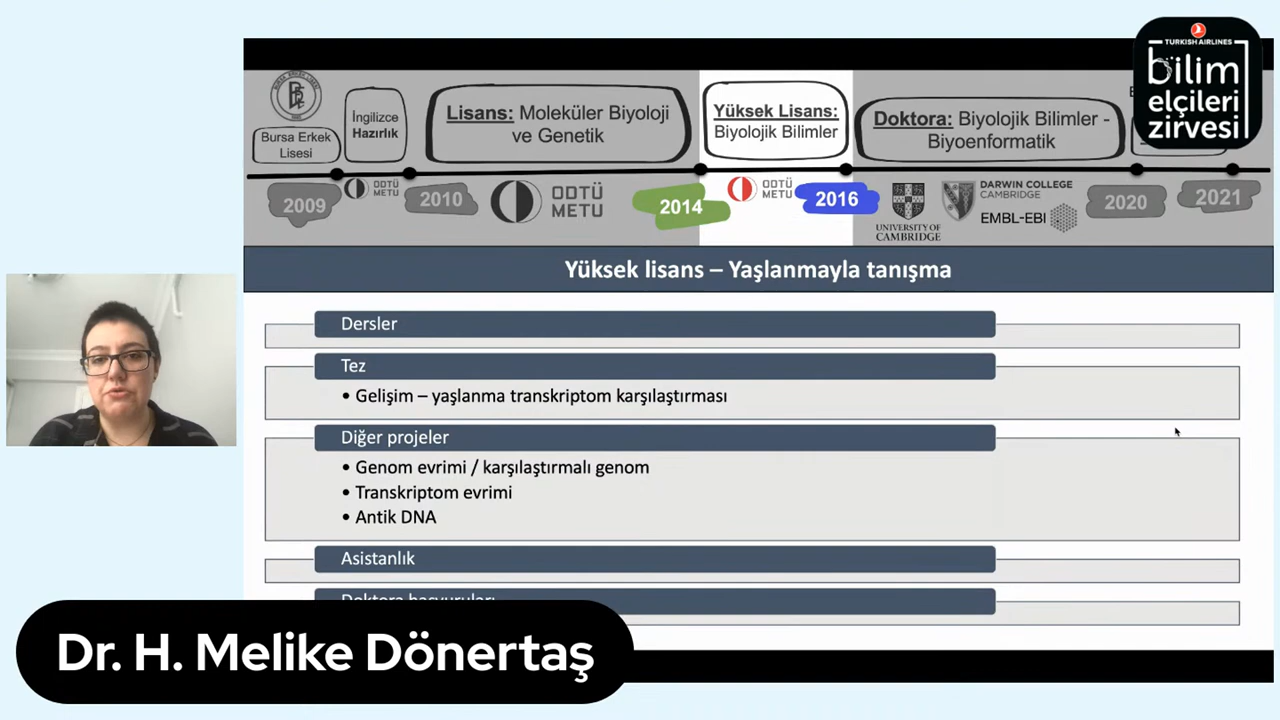 TURKISH AIRLINES
bilim
elçileri
zirvesi
Bursa Erkek
Lisesi
İngilizce
Hazırlık
Lisans: Moleküler Biyoloji
ve Genetik
Yüksek Lisans:
Biyolojik Bilimler
Doktora: Biyolojik Bilimler -
Biyoenformatik
2009
ODTÜ
METU
2010
ODTÜ
METU
2014
ODTÜ
METU
2016
UNIVERSITY OF
CAMBRIDGE
DARWIN COLLEGE
CAMBRIDGE
EMBL-EBI
2020
2021
Yüksek lisans – Yaşlanmayla tanışma
Dersler
Tez
• Gelişim – yaşlanma transkriptom karşılaştırması
Diğer projeler
• Genom evrimi / karşılaştırmalı genom
• Transkriptom evrimi
• Antik DNA
Asistanlık
Doktora başvuruları
Dr. H. Melike Dönertaş